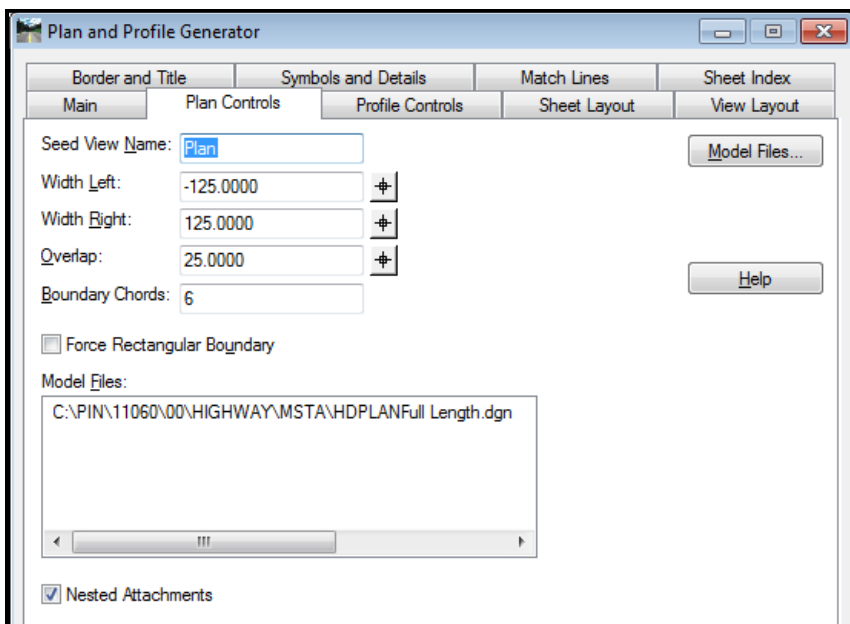 Plan and Profile Generator
Border and Title Symbols and Details Match Lines Sheet Index
Main Plan Controls Profile Controls Sheet Layout View Layout
Seed View Name: Plan Model Files...
Width Left: -125.0000
Width Right: 125.0000
Overlap: 25.0000
Help
Boundary Chords: 6
Force Rectangular Boundary
Model Files:
C:\PIN\11060\00\HIGHWAY\MSTA\HDPLANFull Length.dgn
Nested Attachments